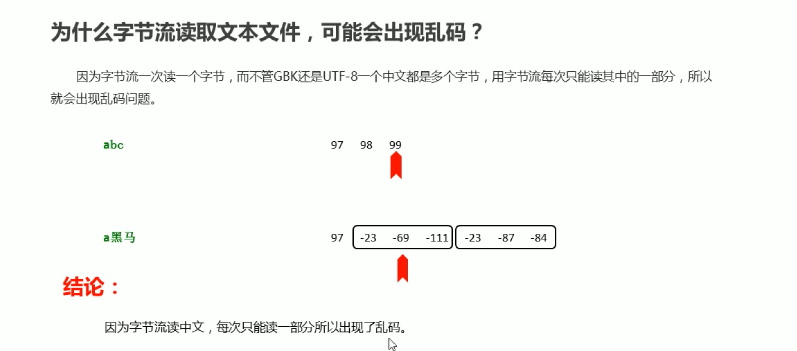 为什么字节流读取文本文件，可能会出现乱码？
因为字节流一次读一个字节，而不管GBK还是UTF-8一个中文都是多个字节，用字节流每次只能读其中的一部分，所以
就会出现乱码问题。
abc 97 98 99
a黑马 97 -23 -69 -111 -23 -87 -84
结论：
因为字节流读中文，每次只能读一部分所以出现了乱码。